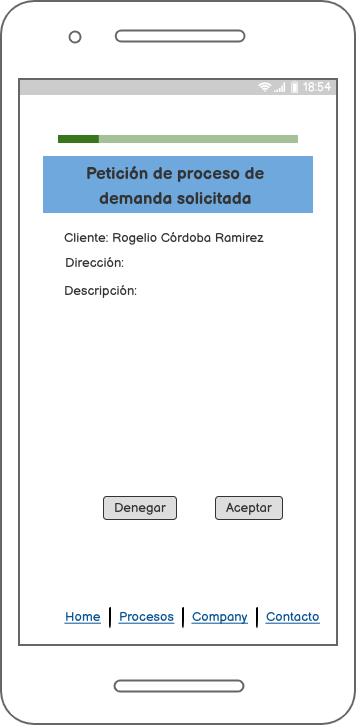 18:54
Petición de proceso de
demanda solicitada
Cliente: Rogelio Córdoba Ramirez
Dirección:
Descripción:
Denegar Aceptar
Home Procesos Company Contacto